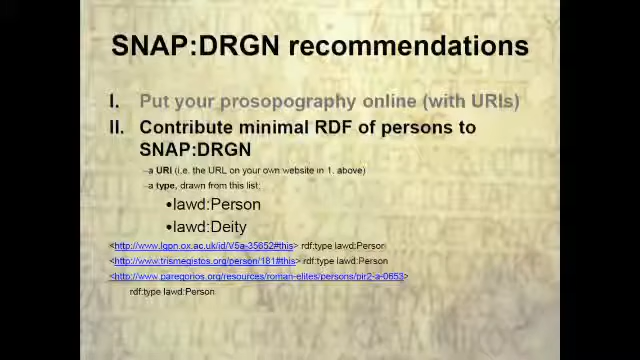 SNAP:DRGN recommendations
I. Put your prosopography online (with URIs)
II. Contribute minimal RDF of persons to
SNAP:DRGN
–a URI (i.e. the URL on your own website in 1. above)
–a type, drawn from this list:
•lawd:Person
•lawd:Deity
<http://www.lgpn.ox.ac.uk/id/V5a-35652#this> rdf:type lawd:Person
<http://www.trismegistos.org/person/181#this> rdf:type lawd:Person
<http://www.paregorios.org/resources/roman-elites/persons/pir2-a-0653>
rdf:type lawd:Person